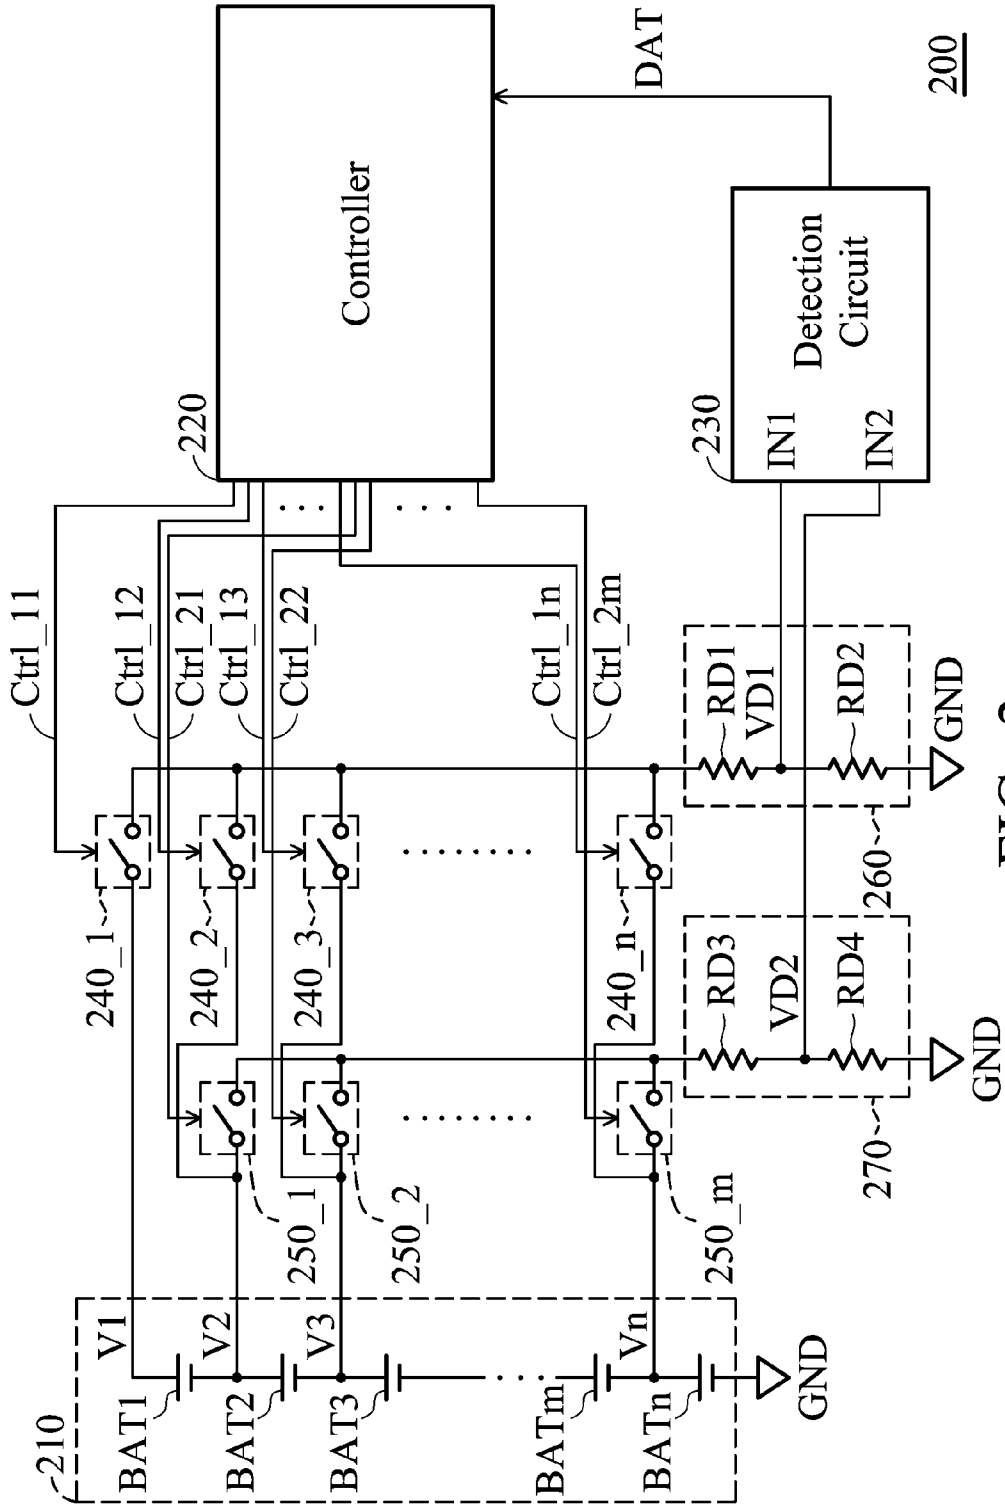 200
Controller
220
DAT
Detection
Circuit
230
IN1
IN2
Ctrl_11
Ctrl_12
Ctrl_21
Ctrl_13
Ctrl_22
Ctrl_1n
Ctrl_2m
240_1
240_2
240_3
240_n
RD1
VD1
RD2
GND
260
250_1
250_2
250_m
RD3
VD2
RD4
GND
270
210
V1
BAT1
V2
BAT2
V3
BAT3
BATm
Vn
BATn
GND